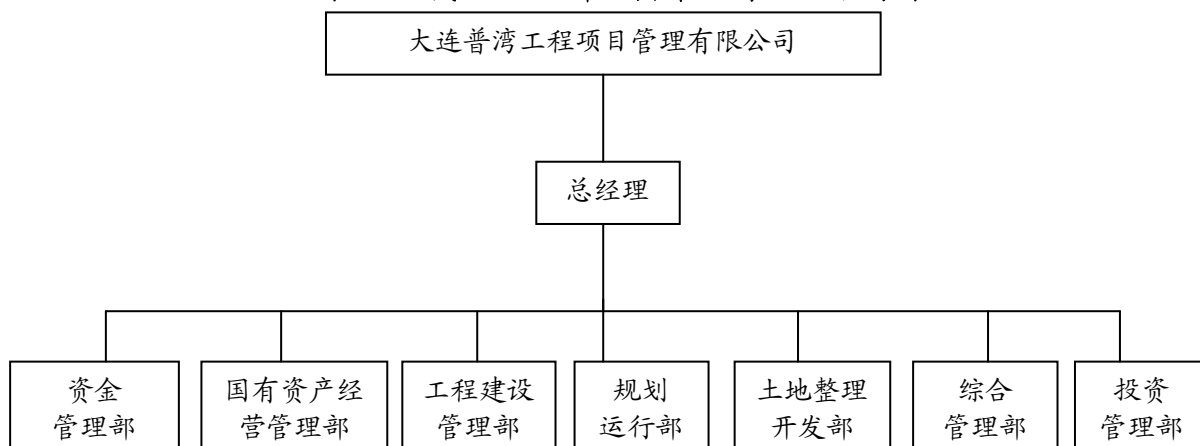 大连普湾工程项目管理有限公司
总经理
资金
管理部
国有资产经
营管理部
工程建设
管理部
规划
运行部
土地整理
开发部
综合
管理部
投资
管理部